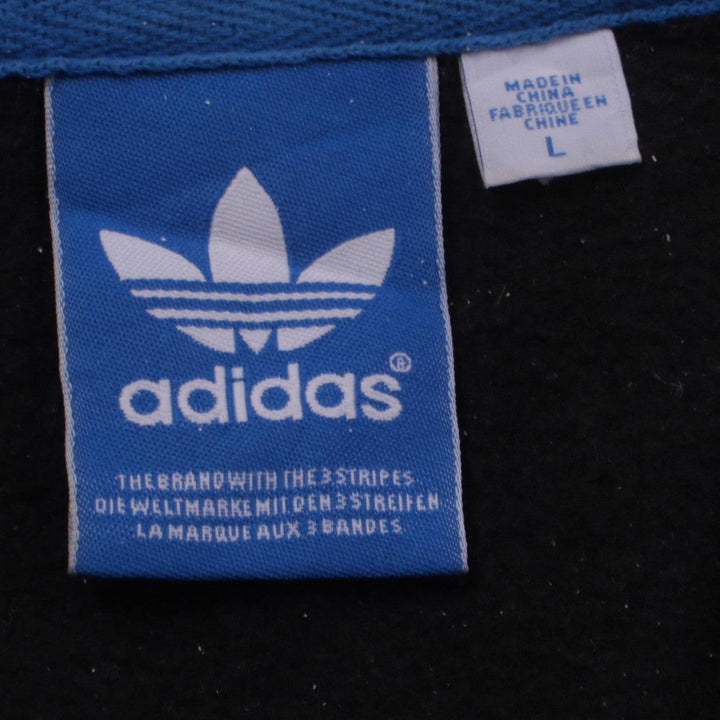 adidas®
THE BRAND WITH THE 3 STRIPES
DIE WELTMARKE MIT DEN 3 STREIFEN
LA MARQUE AUX 3 BANDES
MADE IN
CHINA
FABRIQUE EN
CHINE
L